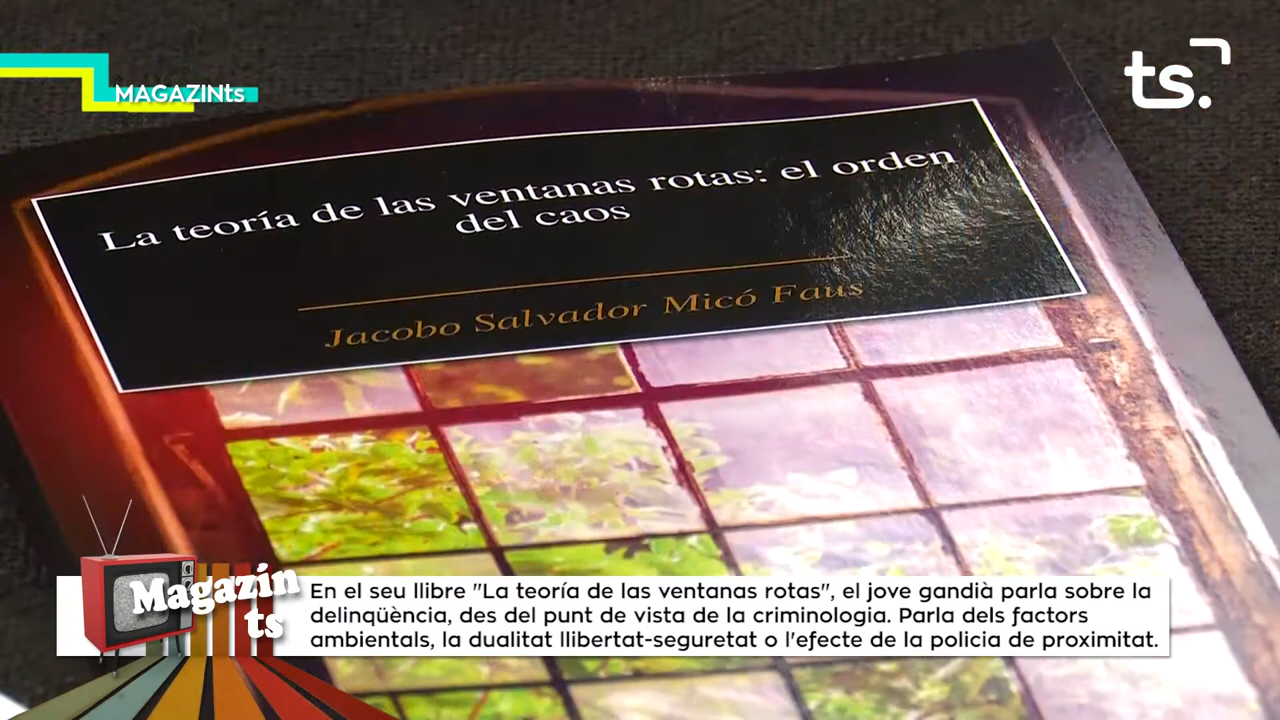 MAGAZINts
ts.
La teoría de las ventanas rotas: el orden
del caos
Jacobo Salvador Micó Faus
Magazín
ts
En el seu llibre "La teoría de las ventanas rotas", el jove gandià parla sobre la
delinqüència, des del punt de vista de la criminologia. Parla dels factors
ambientals, la dualitat llibertat-seguretat o l'efecte de la policia de proximitat.